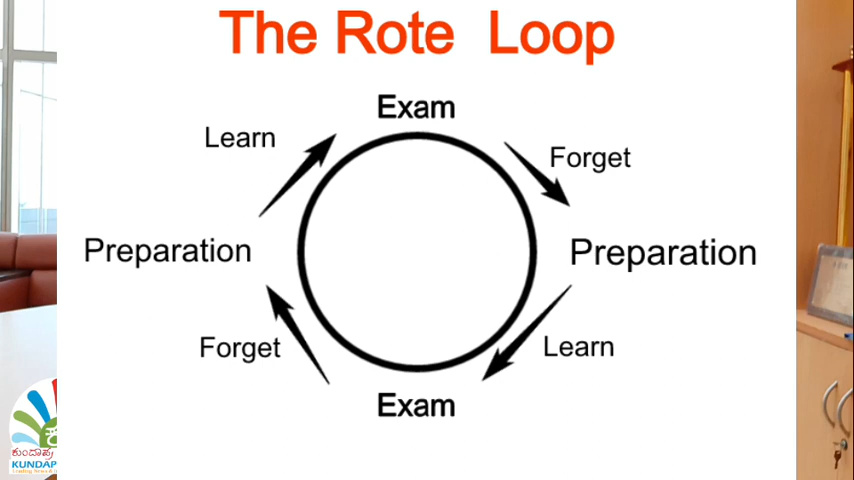 The Rote Loop
Exam
Learn
Forget
Preparation
Preparation
Forget
Learn
Exam
ಕುಂದಾಪ್ರ
KUNDAP